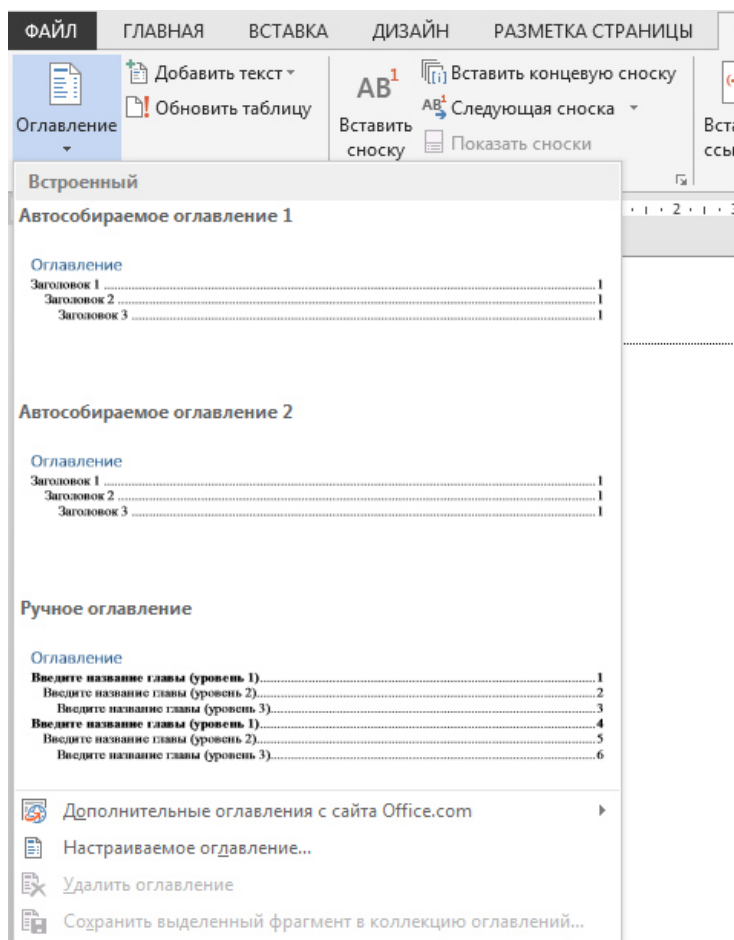 ФАЙЛ ГЛАВНАЯ ВСТАВКА ДИЗАЙН РАЗМЕТКА СТРАНИЦЫ
Оглавление
Добавить текст
Обновить таблицу
AB1
Вставить
сноску
[i] Вставить концевую сноску
AB1 Следующая сноска
Показать сноски
Вста
ссы
2
Встроенный
Автособираемое оглавление 1
Оглавление
Заголовок 1 ... 1
Заголовок 2 ... 1
Заголовок 3 ... 1
Автособираемое оглавление 2
Оглавление
Заголовок 1 ... 1
Заголовок 2 ... 1
Заголовок 3 ... 1
Ручное оглавление
Оглавление
Введите название главы (уровень 1)... 1
Введите название главы (уровень 2)... 2
Введите название главы (уровень 3)... 3
Введите название главы (уровень 1)... 4
Введите название главы (уровень 2)... 5
Введите название главы (уровень 3)... 6
Дополнительные оглавления с сайта Office.com
Настраиваемое оглавление...
Удалить оглавление
Сохранить выделенный фрагмент в коллекцию оглавлений...